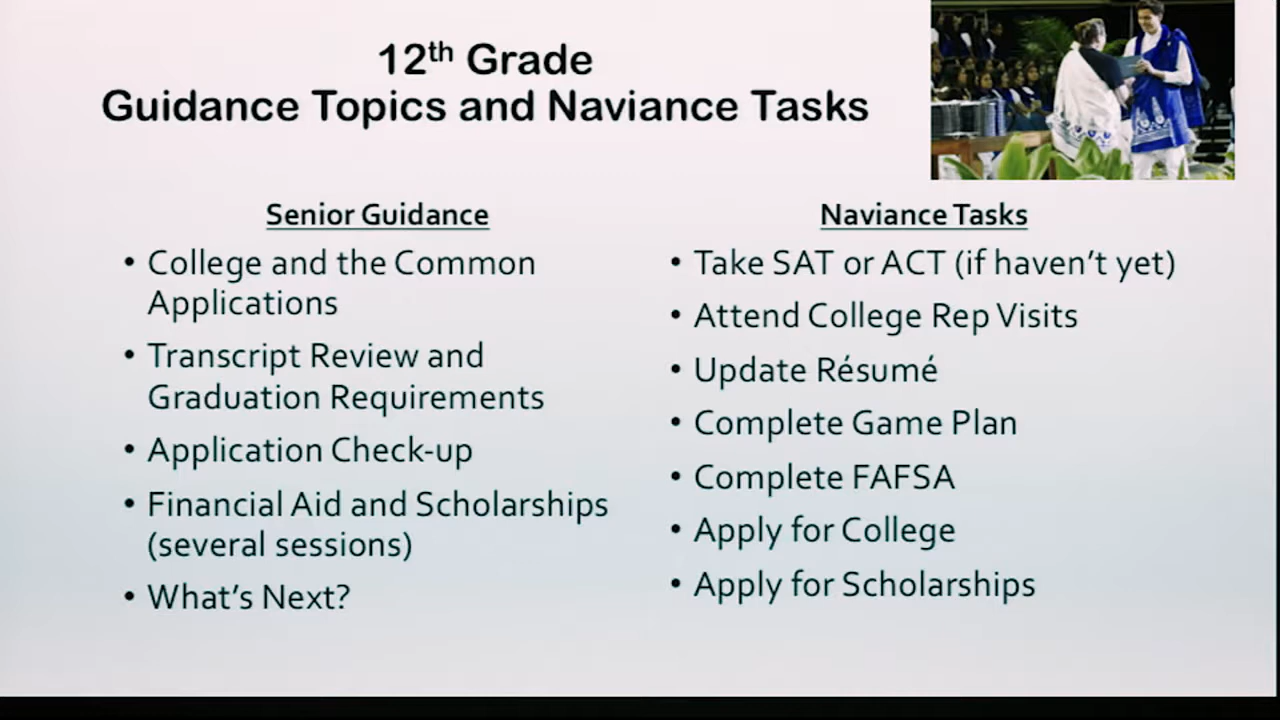 12th Grade
Guidance Topics and Naviance Tasks
Senior Guidance
• College and the Common
Applications
• Transcript Review and
Graduation Requirements
• Application Check-up
• Financial Aid and Scholarships
(several sessions)
• What's Next?
Naviance Tasks
• Take SAT or ACT (if haven't yet)
• Attend College Rep Visits
• Update Résumé
• Complete Game Plan
• Complete FAFSA
• Apply for College
• Apply for Scholarships